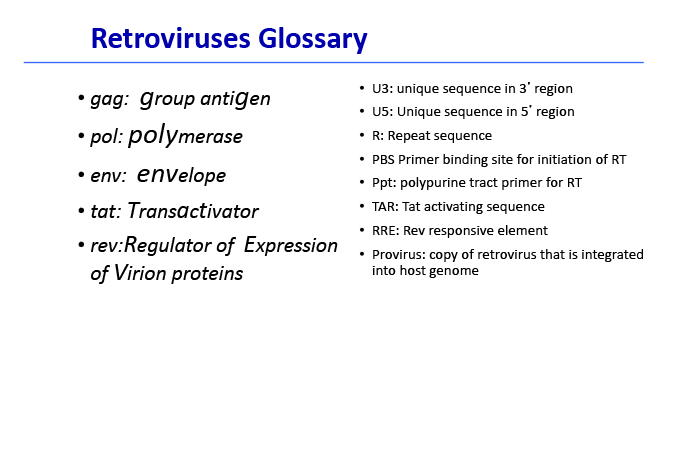 Retroviruses Glossary
• gag: group antigen
• pol: polymerase
• env: envelope
• tat: Transactivator
• rev:Regulator of Expression
of Virion proteins
• U3: unique sequence in 3’ region
• U5: Unique sequence in 5’ region
• R: Repeat sequence
• PBS Primer binding site for initiation of RT
• Ppt: polypurine tract primer for RT
• TAR: Tat activating sequence
• RRE: Rev responsive element
• Provirus: copy of retrovirus that is integrated
into host genome